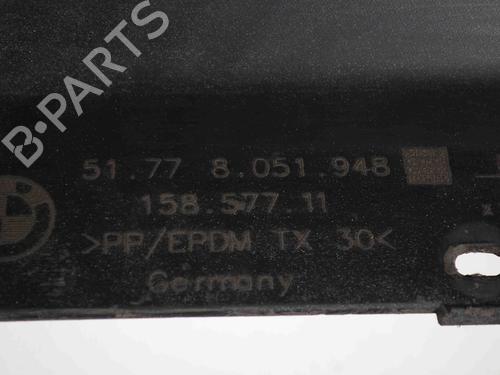 B-PARTS
51.77 8.051.948
158.577.11
>PP/EPDM TX 30<
Germany